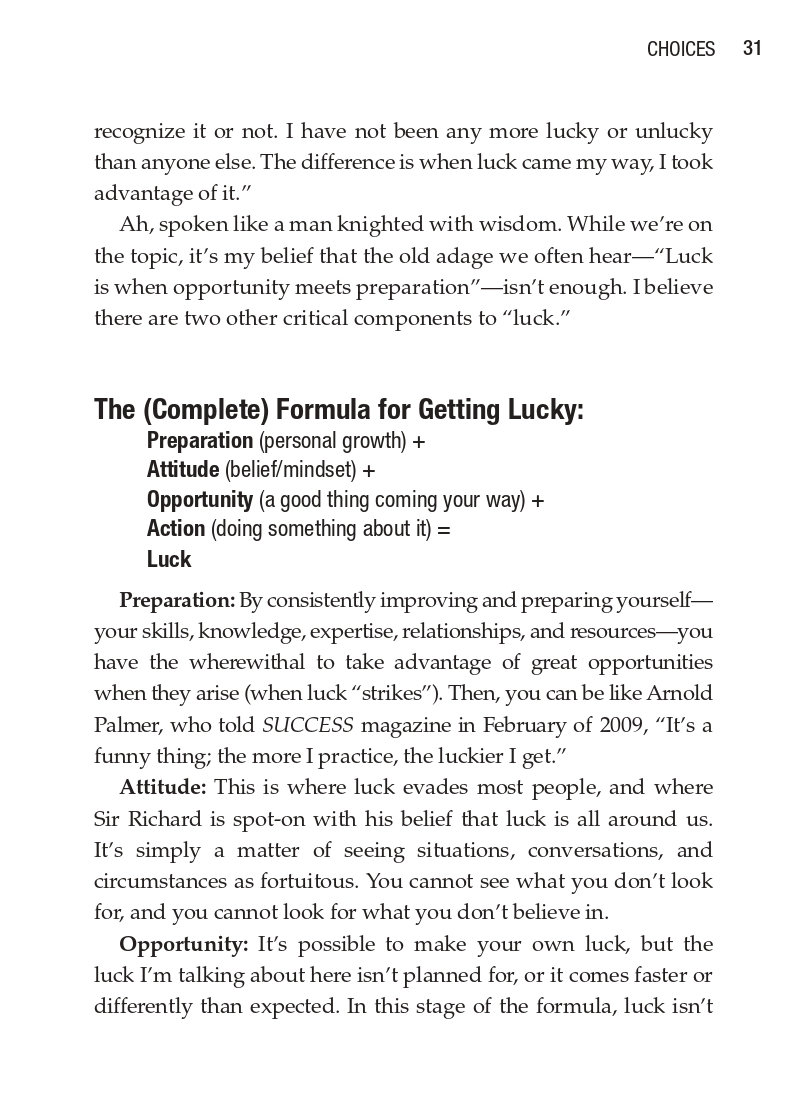 CHOICES 31
recognize it or not. I have not been any more lucky or unlucky
than anyone else. The difference is when luck came my way, I took
advantage of it.”
Ah, spoken like a man knighted with wisdom. While we’re on
the topic, it’s my belief that the old adage we often hear—“Luck
is when opportunity meets preparation”—isn’t enough. I believe
there are two other critical components to “luck.”
The (Complete) Formula for Getting Lucky:
Preparation (personal growth) +
Attitude (belief/mindset) +
Opportunity (a good thing coming your way) +
Action (doing something about it) =
Luck
Preparation: By consistently improving and preparing yourself—
your skills, knowledge, expertise, relationships, and resources—you
have the wherewithal to take advantage of great opportunities
when they arise (when luck “strikes”). Then, you can be like Arnold
Palmer, who told SUCCESS magazine in February of 2009, “It’s a
funny thing; the more I practice, the luckier I get.”
Attitude: This is where luck evades most people, and where
Sir Richard is spot-on with his belief that luck is all around us.
It’s simply a matter of seeing situations, conversations, and
circumstances as fortuitous. You cannot see what you don’t look
for, and you cannot look for what you don’t believe in.
Opportunity: It’s possible to make your own luck, but the
luck I’m talking about here isn’t planned for, or it comes faster or
differently than expected. In this stage of the formula, luck isn’t